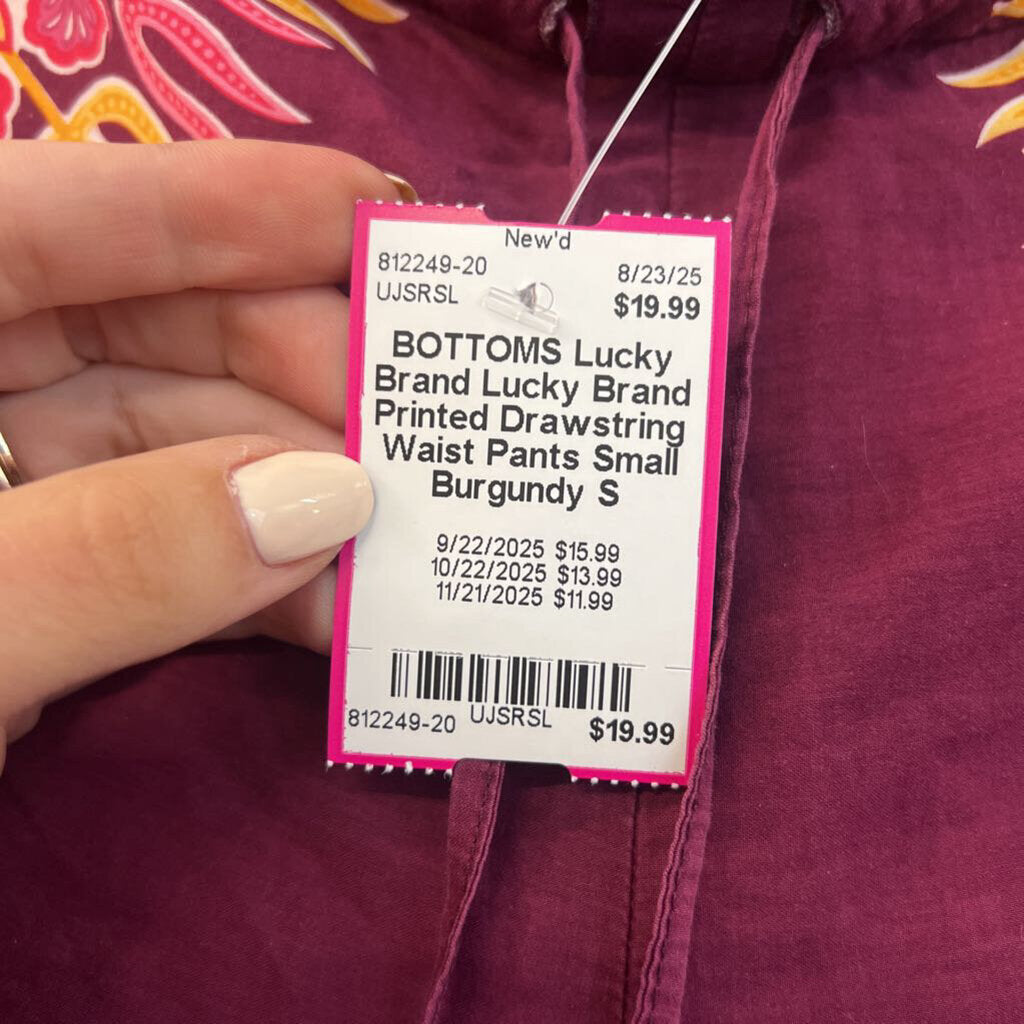 New'd
812249-20 8/23/25
UJSRSL $19.99
BOTTOMS Lucky
Brand Lucky Brand
Printed Drawstring
Waist Pants Small
Burgundy S
9/22/2025 $15.99
10/22/2025 $13.99
11/21/2025 $11.99
812249-20 UJSRSL $19.99